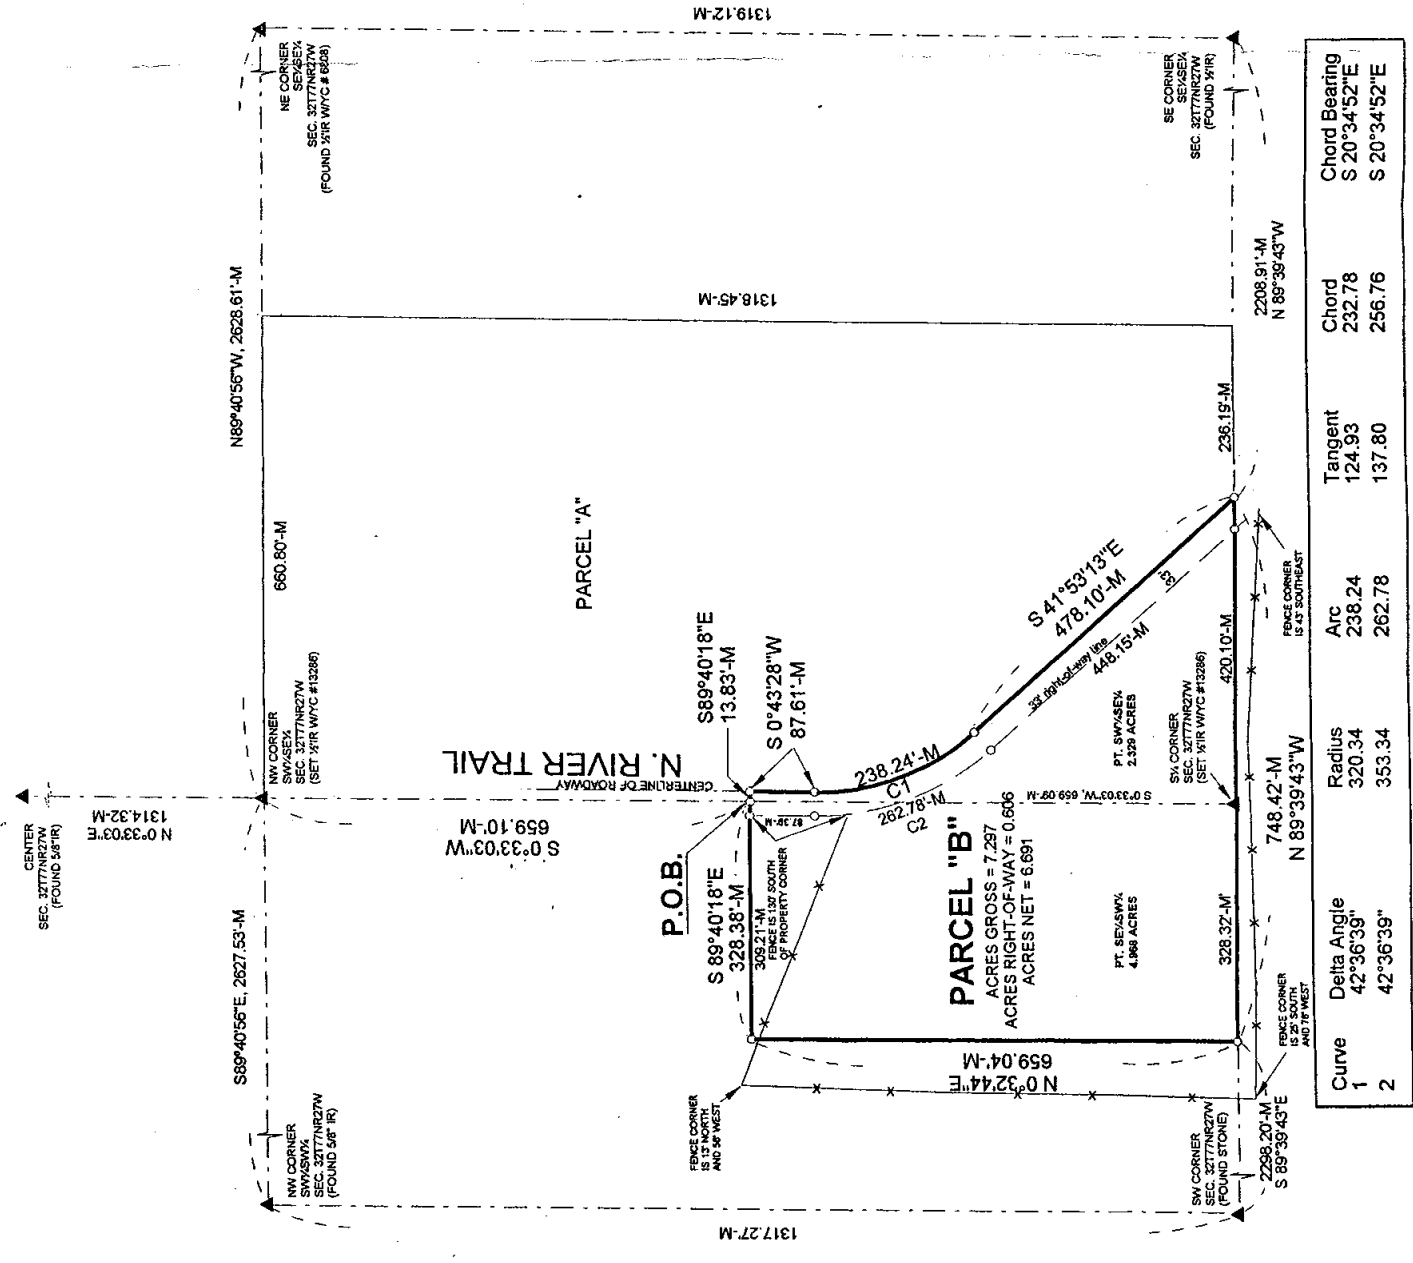 CENTER
SEC. 32T77NR27W
(FOUND 5/8"IR)
N 0°33'03"E
1314.32'-M
S89°40'56"E, 2627.53'-M
N89°40'56"W, 2628.61'-M
NW CORNER
SW¼SW¼
SEC. 32T77NR27W
(FOUND 5/8" IR)
NW CORNER
SW¼SE¼
SEC. 32T77NR27W
(SET ½"IR W/YC #13286)
660.80'-M
NE CORNER
SE¼SE¼
SEC. 32T77NR27W
(FOUND ½"IR W/YC # 6808)
1317.27'-M
1318.45'-M
1319.12'-M
S 0°33'03"W
659.10'-M
N. RIVER TRAIL
CENTERLINE OF ROADWAY
PARCEL "A"
P.O.B.
S89°40'18"E
13.83'-M
S 0°43'28"W
87.61'-M
S 89°40'18"E
328.38'-M
309.21'-M
FENCE IS 130' SOUTH
OF PROPERTY CORNER
87.39'-M
238.24'-M
C1
262.78'-M
C2
S 41°53'13"E
478.10'-M
33'
33' right-of-way line
448.15'-M
FENCE CORNER
IS 13' NORTH
AND 58' WEST
PARCEL "B"
ACRES GROSS = 7.297
ACRES RIGHT-OF-WAY = 0.606
ACRES NET = 6.691
S 0°33'03"W, 659.09'-M
N 0°32'44"E
659.04'-M
PT. SE¼SW¼
4.968 ACRES
PT. SW¼SE¼
2.329 ACRES
S¼ CORNER
SEC. 32T77NR27W
(SET ½"IR W/YC #13286)
328.32'-M'
420.10'-M
236.19'-M
SW CORNER
SEC. 32T77NR27W
(FOUND STONE)
2298.20'-M
S 89°39'43"E
FENCE CORNER
IS 25' SOUTH
AND 76' WEST
748.42'-M
N 89°39'43"W
FENCE CORNER
IS 43' SOUTHEAST
2208.91'-M
N 89°39'43"W
SE CORNER
SE¼SE¼
SEC. 32T77NR27W
(FOUND ½"IR)
Curve Delta Angle Radius Arc Tangent Chord Chord Bearing
1 42°36'39" 320.34 238.24 124.93 232.78 S 20°34'52"E
2 42°36'39" 353.34 262.78 137.80 256.76 S 20°34'52"E